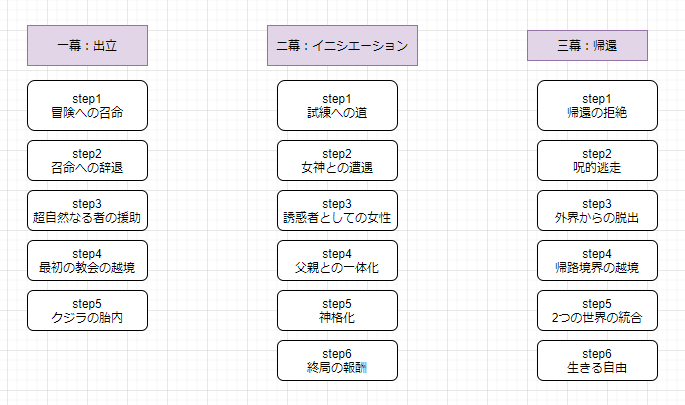 一幕：出立
step1
冒険への召命
step2
召命への辞退
step3
超自然なる者の援助
step4
最初の教会の越境
step5
クジラの胎内
二幕：イニシエーション
step1
試練への道
step2
女神との遭遇
step3
誘惑者としての女性
step4
父親との一体化
step5
神格化
step6
終局の報酬
三幕：帰還
step1
帰還の拒絶
step2
呪的逃走
step3
外界からの脱出
step4
帰路境界の越境
step5
2つの世界の統合
step6
生きる自由